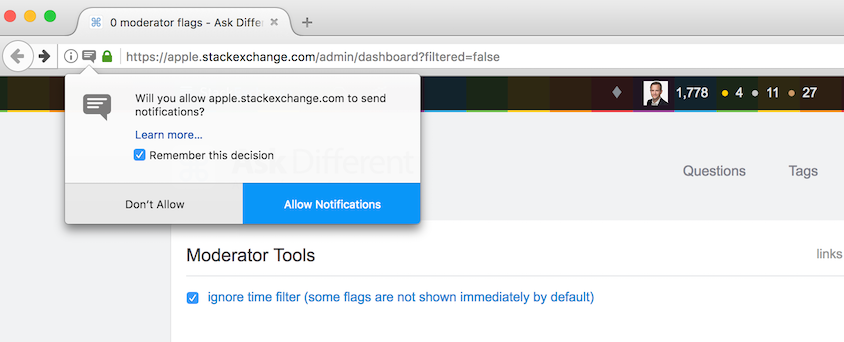 0 moderator flags - Ask Differ
https://apple.stackexchange.com/admin/dashboard?filtered=false
Will you allow apple.stackexchange.com to send
notifications?
Learn more...
Remember this decision
Don't Allow
Allow Notifications
1,778
4
11
27
Ask Different
Questions
Tags
Moderator Tools
links
ignore time filter (some flags are not shown immediately by default)